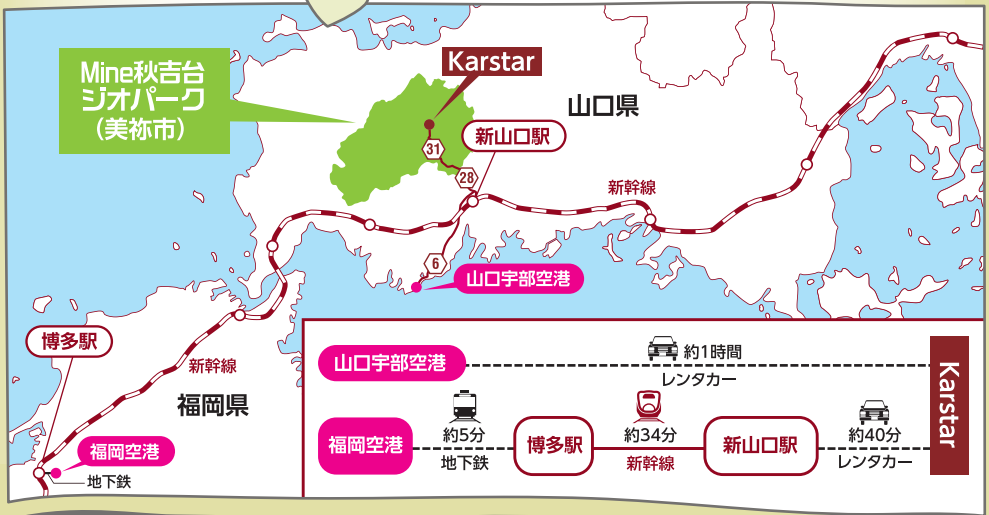 Mine秋吉台
ジオパーク
（美祢市）
Karstar
山口県
新山口駅
31
28
新幹線
6
山口宇部空港
博多駅
新幹線
福岡県
福岡空港
地下鉄
山口宇部空港
約1時間
レンタカー
福岡空港
約5分
地下鉄
博多駅
約34分
新幹線
新山口駅
約40分
レンタカー
Karstar